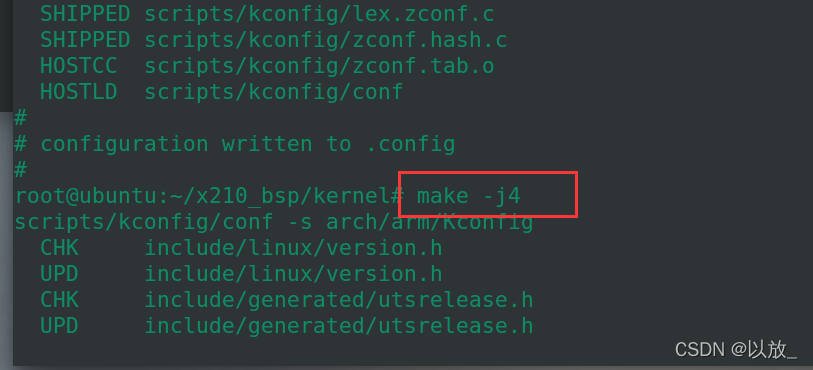 SHIPPED scripts/kconfig/lex.zconf.c
SHIPPED scripts/kconfig/zconf.hash.c
HOSTCC scripts/kconfig/zconf.tab.o
HOSTLD scripts/kconfig/conf
#
# configuration written to .config
#
root@ubuntu:~/x210_bsp/kernel# make -j4
scripts/kconfig/conf -s arch/arm/Kconfig
CHK include/linux/version.h
UPD include/linux/version.h
CHK include/generated/utsrelease.h
UPD include/generated/utsrelease.h
CSDN @以放_